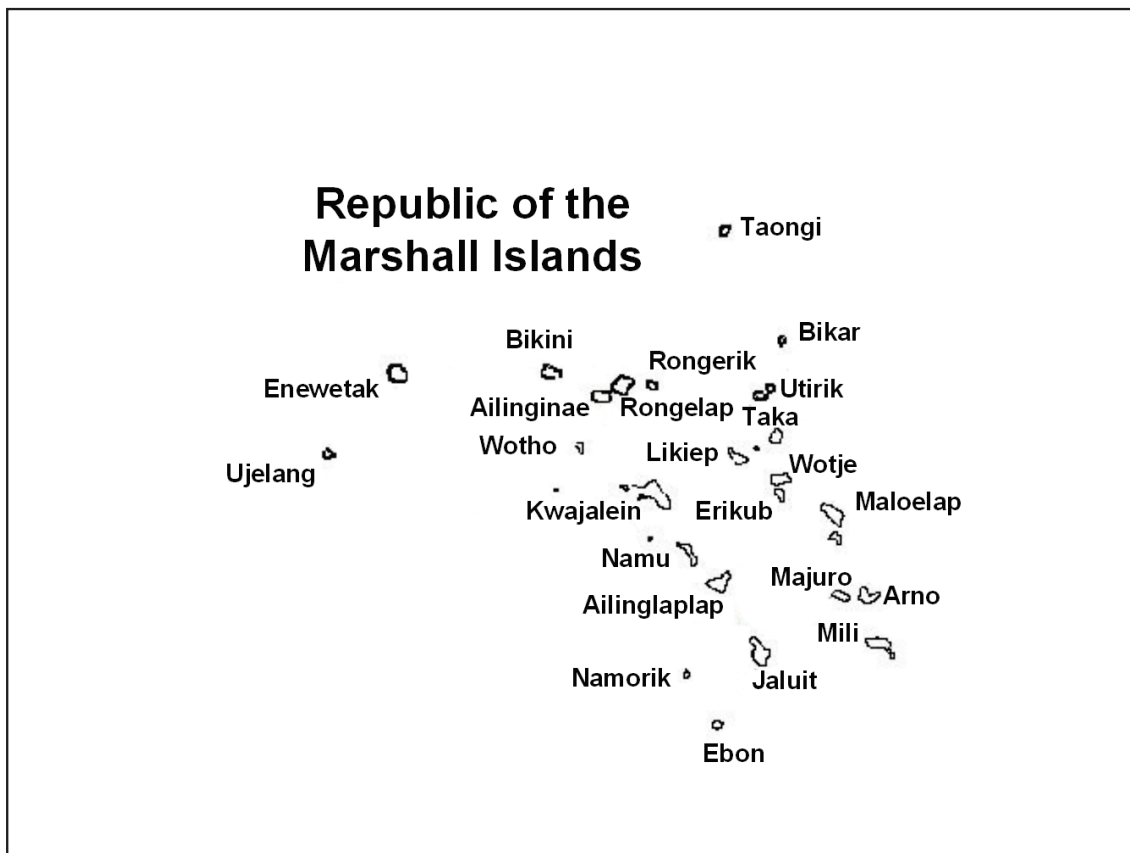 Republic of the
Marshall Islands
Taongi
Bikar
Bikini
Rongerik
Enewetak
Utirik
Ailinginae
Rongelap
Taka
Wotho
Likiep
Wotje
Ujelang
Kwajalein
Erikub
Maloelap
Namu
Majuro
Ailinglaplap
Arno
Mili
Namorik
Jaluit
Ebon